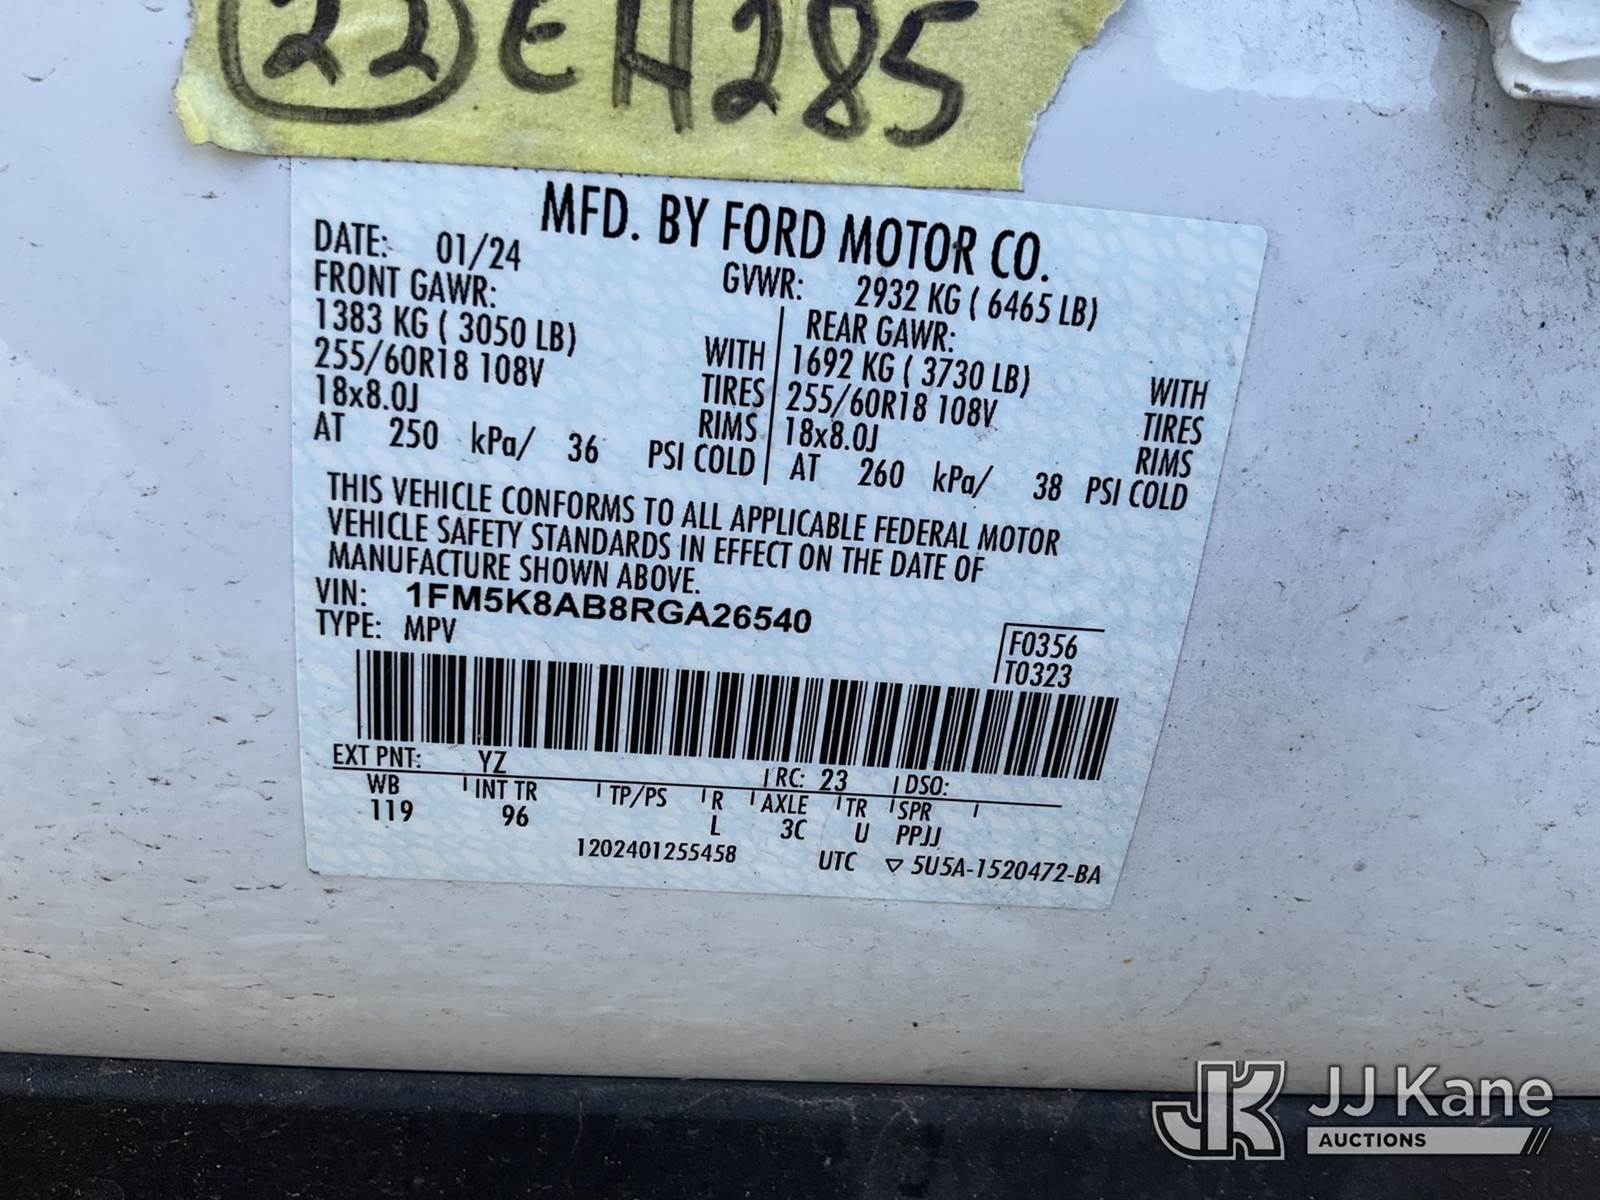 22 EH285
MFD. BY FORD MOTOR CO.
DATE: 01/24 GVWR: 2932 KG ( 6465 LB)
FRONT GAWR: REAR GAWR:
1383 KG ( 3050 LB) WITH 1692 KG ( 3730 LB) WITH
255/60R18 108V TIRES 255/60R18 108V TIRES
18x8.0J RIMS 18x8.0J RIMS
AT 250 kPa/ 36 PSI COLD AT 260 kPa/ 38 PSI COLD
THIS VEHICLE CONFORMS TO ALL APPLICABLE FEDERAL MOTOR
VEHICLE SAFETY STANDARDS IN EFFECT ON THE DATE OF
MANUFACTURE SHOWN ABOVE.
VIN: 1FM5K8AB8RGA26540
TYPE: MPV F0356
T0323
EXT PNT: YZ RC: 23 DSO:
WB INT TR TP/PS R AXLE TR SPR
119 96 L 3C U PPJJ
1202401255458 UTC ▽ 5U5A-1520472-BA
JK JJ Kane
AUCTIONS